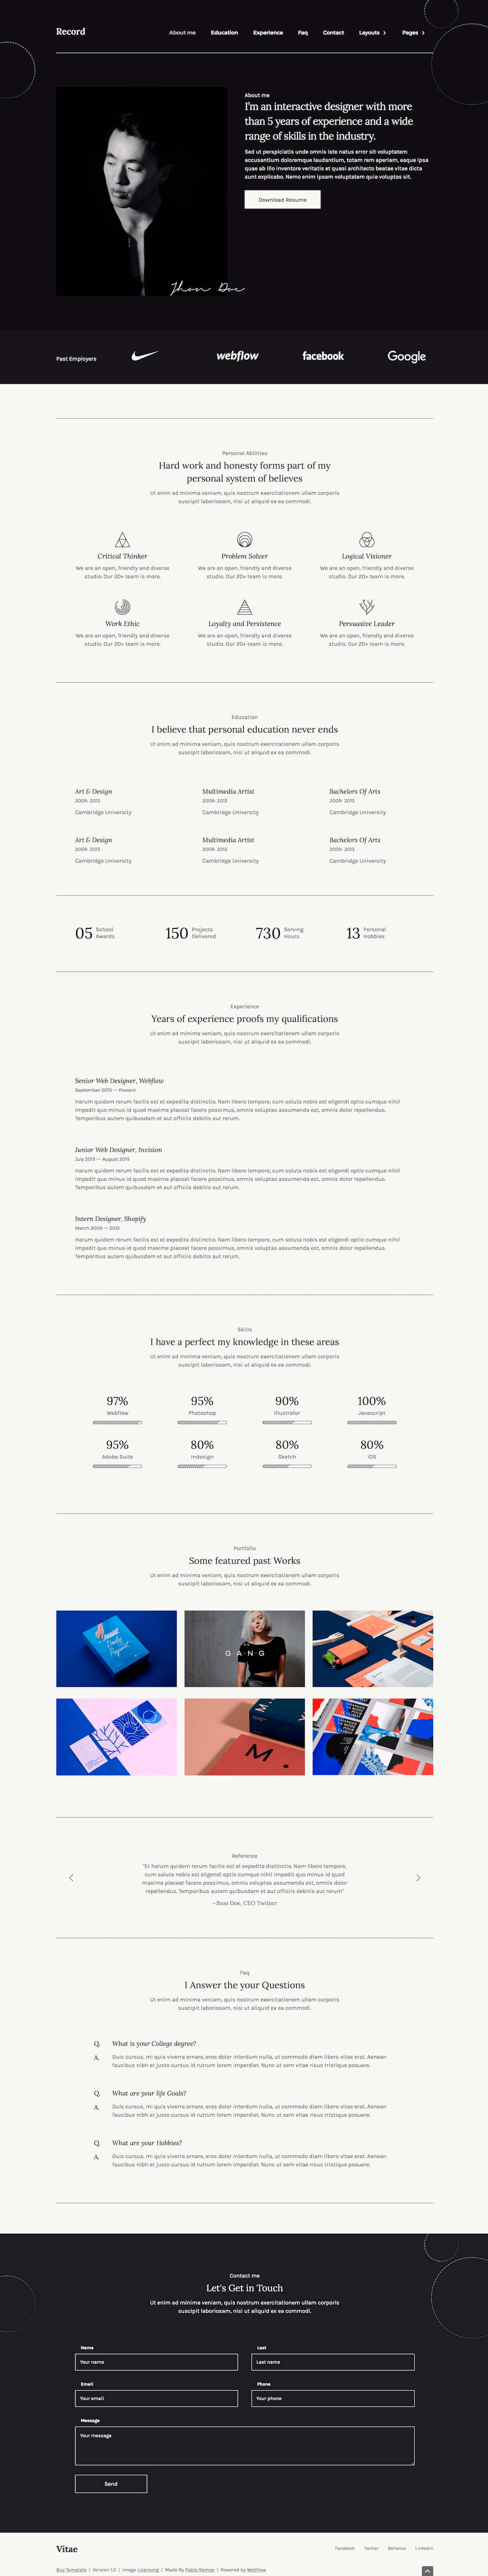 Record
About me Education Experience Faq Contact Layouts Pages
About me
I'm an interactive designer with more
than 5 years of experience and a wide
range of skills in the industry.
Sed ut perspiciatis unde omnis iste natus error sit voluptatem
accusantium doloremque laudantium, totam rem aperiam, eaque ipsa
quae ab illo inventore veritatis et quasi architecto beatae vitae dicta
sunt explicabo. Nemo enim ipsam voluptatem quia voluptas sit.
Download Resume
Jhon Doe
Past Employers
webflow
facebook
Google
Personal Abilities
Hard work and honesty forms part of my
personal system of believes
Ut enim ad minima veniam, quis nostrum exercitationem ullam corporis
suscipit laboriosam, nisi ut aliquid ex ea commodi.
Critical Thinker
We are an open, friendly and diverse
studio. Our 20+ team is more.
Problem Solver
We are an open, friendly and diverse
studio. Our 20+ team is more.
Logical Visioner
We are an open, friendly and diverse
studio. Our 20+ team is more.
Work Ethic
We are an open, friendly and diverse
studio. Our 20+ team is more.
Loyalty and Persistence
We are an open, friendly and diverse
studio. Our 20+ team is more.
Persuasive Leader
We are an open, friendly and diverse
studio. Our 20+ team is more.
Education
I believe that personal education never ends
Ut enim ad minima veniam, quis nostrum exercitationem ullam corporis
suscipit laboriosam, nisi ut aliquid ex ea commodi.
Art & Design
2009- 2013
Cambridge University
Multimedia Artist
2009- 2013
Cambridge University
Bachelors Of Arts
2009- 2013
Cambridge University
Art & Design
2009- 2013
Cambridge University
Multimedia Artist
2009- 2013
Cambridge University
Bachelors Of Arts
2009- 2013
Cambridge University
05 School
Awards
150 Projects
Delivered
730 Serving
Hours
13 Personal
Hobbies
Experience
Years of experience proofs my qualifications
Ut enim ad minima veniam, quis nostrum exercitationem ullam corporis
suscipit laboriosam, nisi ut aliquid ex ea commodi.
Senior Web Designer, Webflow
September 2015 — Present
Harum quidem rerum facilis est et expedita distinctio. Nam libero tempore, cum soluta nobis est eligendi optio cumque nihil
impedit quo minus id quod maxime placeat facere possimus, omnis voluptas assumenda est, omnis dolor repellendus.
Temporibus autem quibusdam et aut officiis debitis aut rerum.
Junior Web Designer, Invision
July 2013 — August 2015
Harum quidem rerum facilis est et expedita distinctio. Nam libero tempore, cum soluta nobis est eligendi optio cumque nihil
impedit quo minus id quod maxime placeat facere possimus, omnis voluptas assumenda est, omnis dolor repellendus.
Temporibus autem quibusdam et aut officiis debitis aut rerum.
Intern Designer, Shopify
March 2009 — 2013
Harum quidem rerum facilis est et expedita distinctio. Nam libero tempore, cum soluta nobis est eligendi optio cumque nihil
impedit quo minus id quod maxime placeat facere possimus, omnis voluptas assumenda est, omnis dolor repellendus.
Temporibus autem quibusdam et aut officiis debitis aut rerum.
Skills
I have a perfect my knowledge in these areas
Ut enim ad minima veniam, quis nostrum exercitationem ullam corporis
suscipit laboriosam, nisi ut aliquid ex ea commodi.
97%
Webflow
95%
Photoshop
90%
Illustrator
100%
Javascript
95%
Adobe Suite
80%
Indesign
80%
Sketch
80%
iOS
Portfolio
Some featured past Works
Ut enim ad minima veniam, quis nostrum exercitationem ullam corporis
suscipit laboriosam, nisi ut aliquid ex ea commodi.
Daily
Report
GANG
M.
Reference
"Et harum quidem rerum facilis est et expedita distinctio. Nam libero tempore,
cum soluta nobis est eligendi optio cumque nihil impedit quo minus id quod
maxime placeat facere possimus, omnis voluptas assumenda est, omnis dolor
repellendus. Temporibus autem quibusdam et aut officiis debitis aut rerum"
–Jhon Doe, CEO Twitter
Faq
I Answer the your Questions
Ut enim ad minima veniam, quis nostrum exercitationem ullam corporis
suscipit laboriosam, nisi ut aliquid ex ea commodi.
Q. What is your College degree?
A. Duis cursus, mi quis viverra ornare, eros dolor interdum nulla, ut commodo diam libero vitae erat. Aenean
faucibus nibh et justo cursus id rutrum lorem imperdiet. Nunc ut sem vitae risus tristique posuere.
Q. What are your life Goals?
A. Duis cursus, mi quis viverra ornare, eros dolor interdum nulla, ut commodo diam libero vitae erat. Aenean
faucibus nibh et justo cursus id rutrum lorem imperdiet. Nunc ut sem vitae risus tristique posuere.
Q. What are your Hobbies?
A. Duis cursus, mi quis viverra ornare, eros dolor interdum nulla, ut commodo diam libero vitae erat. Aenean
faucibus nibh et justo cursus id rutrum lorem imperdiet. Nunc ut sem vitae risus tristique posuere.
Contact me
Let's Get in Touch
Ut enim ad minima veniam, quis nostrum exercitationem ullam corporis
suscipit laboriosam, nisi ut aliquid ex ea commodi.
Name Last
Your name Last name
Email Phone
Your email Your phone
Message
Your message
Send
Vitae
Facebook Twitter Behance LinkedIn
Buy Template | Version 1.0 | Image Licensing | Made By Pablo Ramos | Powered by Webflow